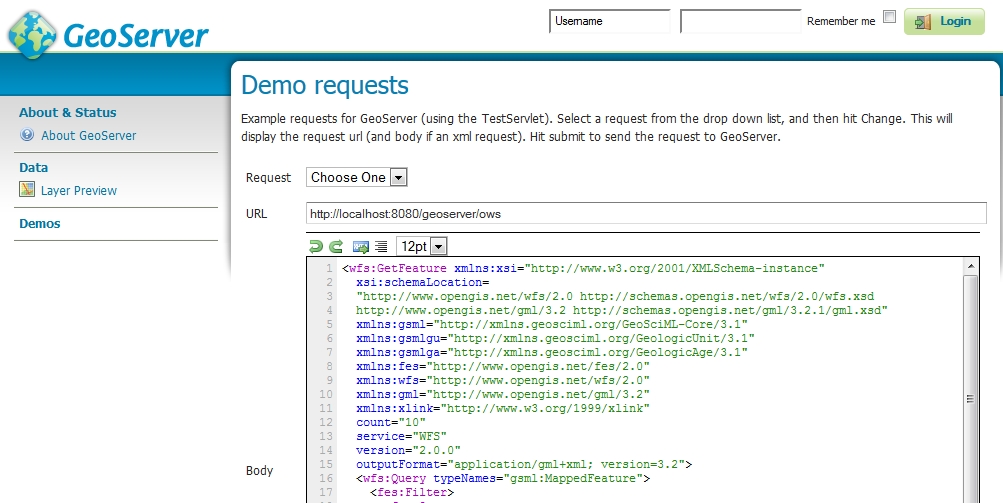 GeoServer
Username
Remember me
Login
About & Status
About GeoServer
Data
Layer Preview
Demos
Demo requests
Example requests for GeoServer (using the TestServlet). Select a request from the drop down list, and then hit Change. This will
display the request url (and body if an xml request). Hit submit to send the request to GeoServer.
Request Choose One
URL http://localhost:8080/geoserver/ows
12pt
Body
1 <wfs:GetFeature xmlns:xsi="http://www.w3.org/2001/XMLSchema-instance"
2 xsi:schemaLocation=
3 "http://www.opengis.net/wfs/2.0 http://schemas.opengis.net/wfs/2.0/wfs.xsd
4 http://www.opengis.net/gml/3.2 http://schemas.opengis.net/gml/3.2.1/gml.xsd"
5 xmlns:gsml="http://xmlns.geosciml.org/GeoSciML-Core/3.1"
6 xmlns:gsmlgu="http://xmlns.geosciml.org/GeologicUnit/3.1"
7 xmlns:gsmlga="http://xmlns.geosciml.org/GeologicAge/3.1"
8 xmlns:fes="http://www.opengis.net/fes/2.0"
9 xmlns:wfs="http://www.opengis.net/wfs/2.0"
10 xmlns:gml="http://www.opengis.net/gml/3.2"
11 xmlns:xlink="http://www.w3.org/1999/xlink"
12 count="10"
13 service="WFS"
14 version="2.0.0"
15 outputFormat="application/gml+xml; version=3.2">
16 <wfs:Query typeNames="gsml:MappedFeature">
17 <fes:Filter>